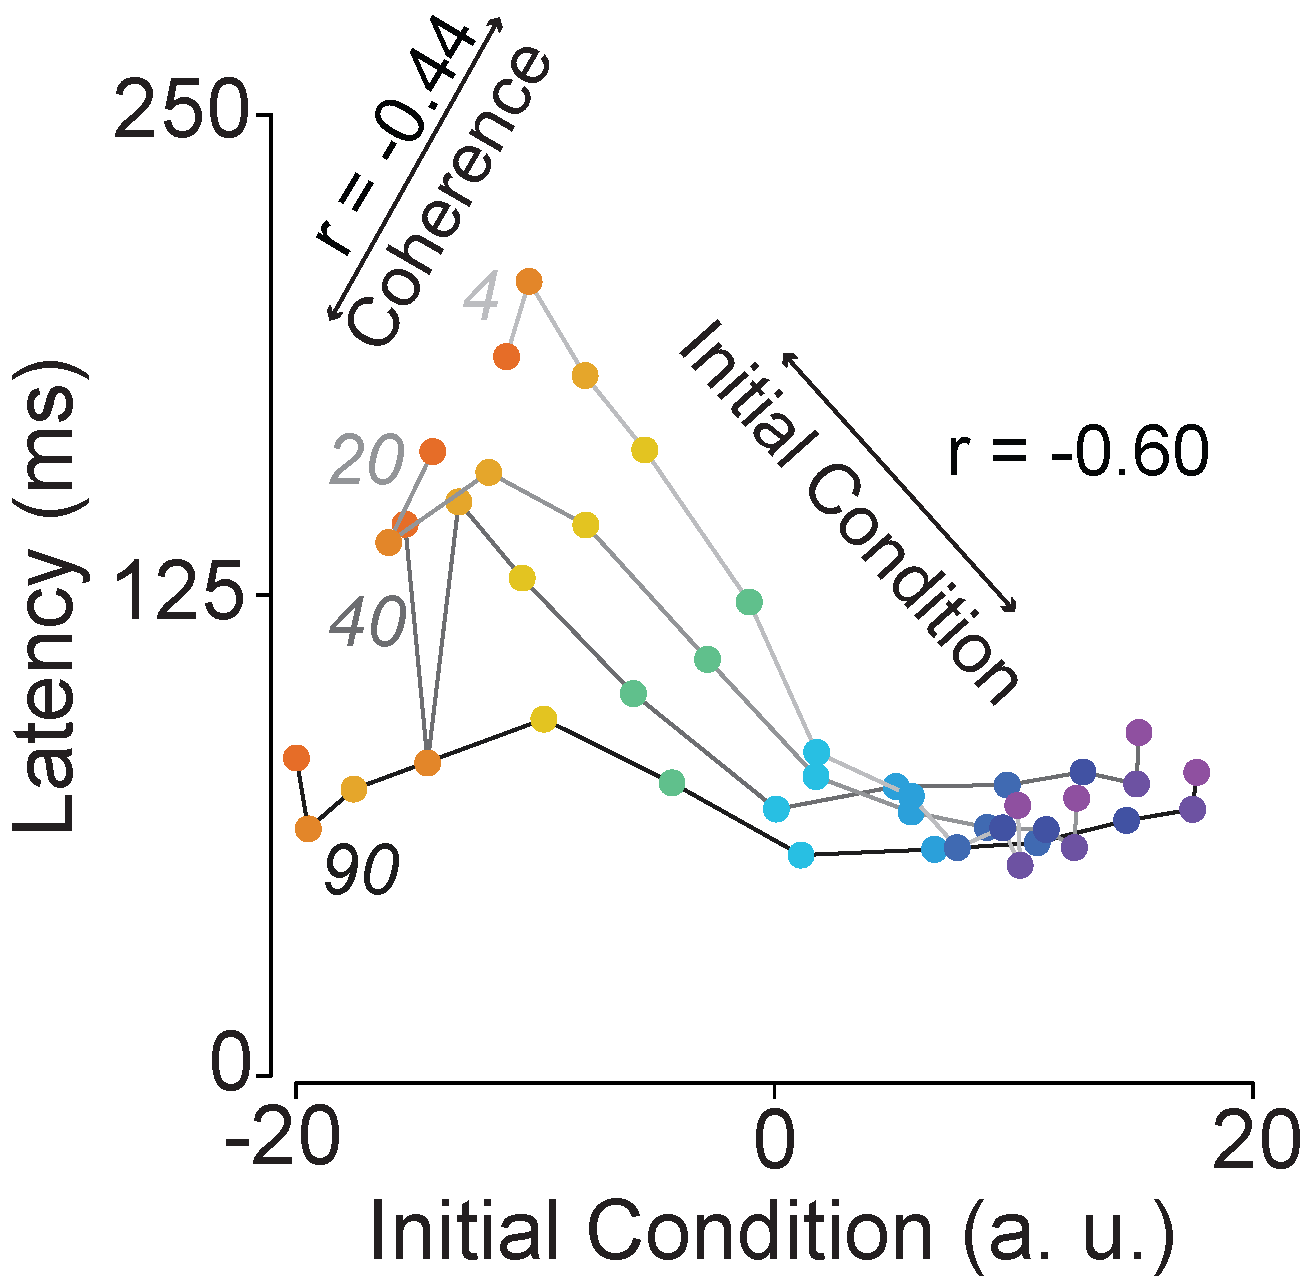 250
r = -0.44
Coherence
4
Initial Condition
r = -0.60
20
Latency (ms)
125
40
90
0
-20
0
20
Initial Condition (a. u.)